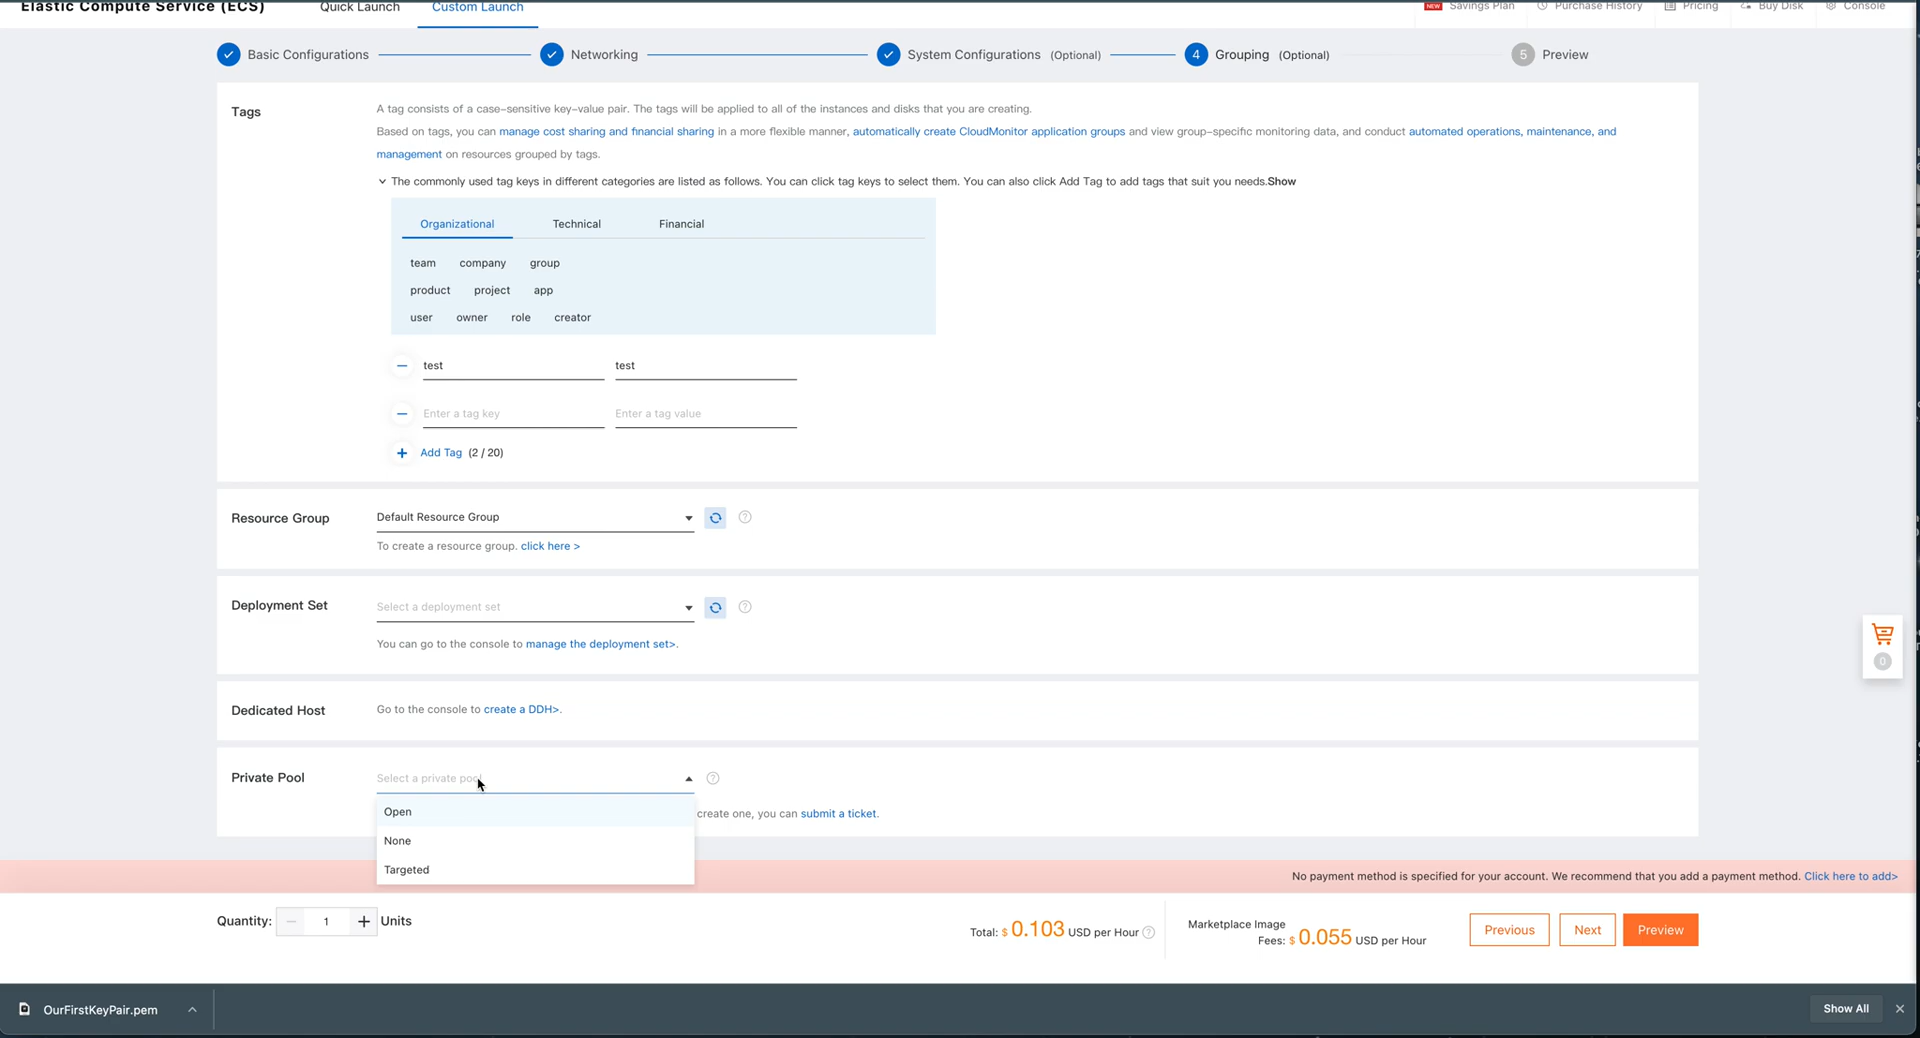 Elastic Compute Service (ECS) Quick Launch Custom Launch NEW Savings Plan Purchase History Pricing Buy Disk Console
Basic Configurations Networking System Configurations (Optional) 4 Grouping (Optional) 5 Preview
Tags A tag consists of a case-sensitive key-value pair. The tags will be applied to all of the instances and disks that you are creating.
Based on tags, you can manage cost sharing and financial sharing in a more flexible manner, automatically create CloudMonitor application groups and view group-specific monitoring data, and conduct automated operations, maintenance, and
management on resources grouped by tags.
The commonly used tag keys in different categories are listed as follows. You can click tag keys to select them. You can also click Add Tag to add tags that suit you needs.Show
Organizational Technical Financial
team company group
product project app
user owner role creator
test test
Enter a tag key Enter a tag value
Add Tag (2 / 20)
Resource Group Default Resource Group
To create a resource group. click here >
Deployment Set Select a deployment set
You can go to the console to manage the deployment set>.
Dedicated Host Go to the console to create a DDH>.
Private Pool Select a private pool
Open
create one, you can submit a ticket.
None
Targeted
No payment method is specified for your account. We recommend that you add a payment method. Click here to add>
Quantity: 1 Units
Total: $ 0.103 USD per Hour
Marketplace Image
Fees: $ 0.055 USD per Hour
Previous Next Preview
OurFirstKeyPair.pem Show All
0